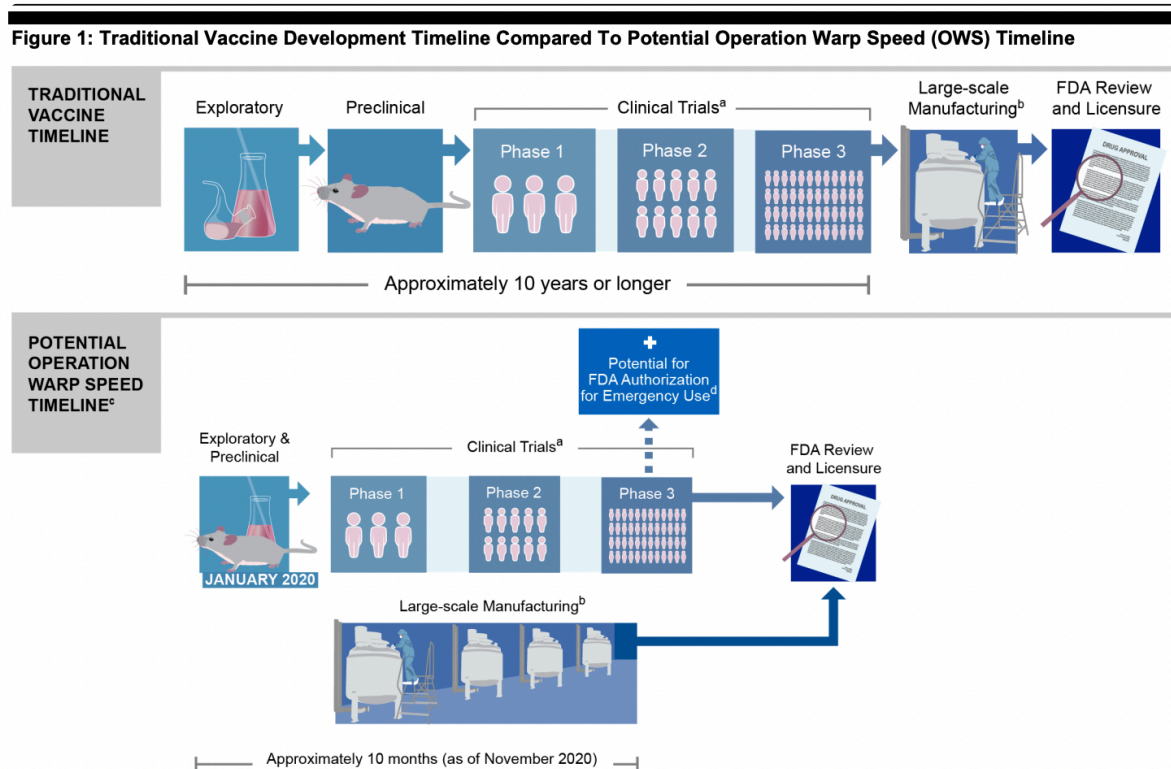 Figure 1: Traditional Vaccine Development Timeline Compared To Potential Operation Warp Speed (OWS) Timeline
TRADITIONAL
VACCINE
TIMELINE
Exploratory
Preclinical
Clinical Trialsa
Phase 1
Phase 2
Phase 3
Large-scale
Manufacturingb
DRUG APPROVAL
FDA Review
and Licensure
Approximately 10 years or longer
POTENTIAL
OPERATION
WARP SPEED
TIMELINEc
Potential for
FDA Authorization
for Emergency Used
Exploratory &
Preclinical
JANUARY 2020
Clinical Trialsa
Phase 1
Phase 2
Phase 3
FDA Review
and Licensure
DRUG APPROVAL
Large-scale Manufacturingb
Approximately 10 months (as of November 2020)